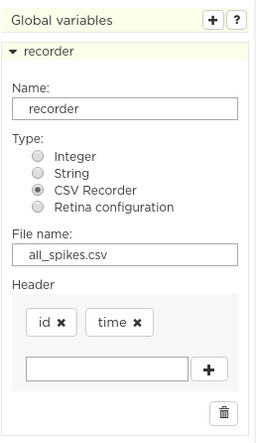 Global variables + ?
recorder
Name:
recorder
Type:
Integer
String
CSV Recorder
Retina configuration
File name:
all_spikes.csv
Header
id ✖ time ✖
+